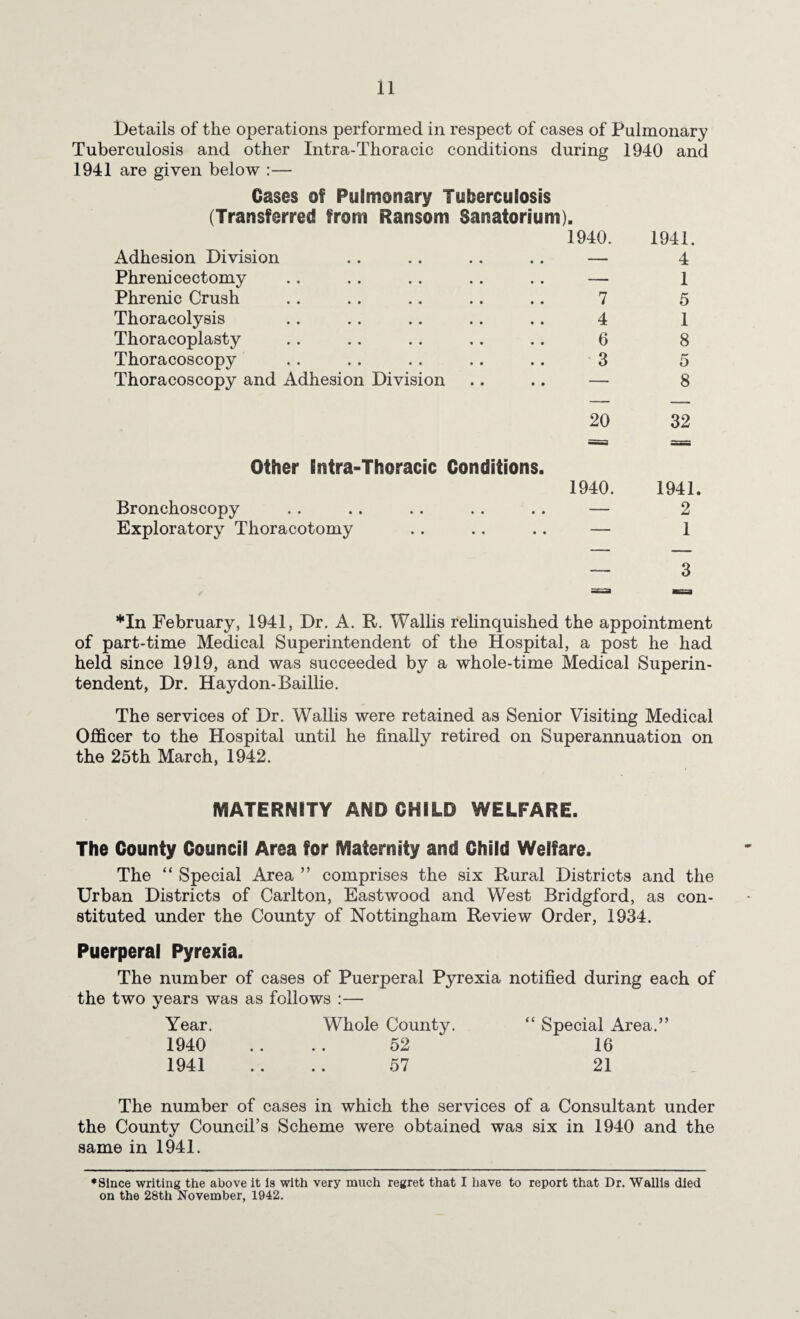 11
Details of the operations performed in respect of cases of Pulmonary
Tuberculosis and other Intra-Thoracic conditions during 1940 and
1941 are given below :—
Cases of Pulmonary Tuberculosis
(Transferred from Ransom Sanatorium).
1940. 1941.
Adhesion Division .. .. .. .. — 4
Phrenicectomy .. .. .. .. .. — 1
Phrenic Crush .. .. .. .. .. 7 5
Thoracolysis .. .. .. .. .. 4 1
Thoracoplasty .. .. .. .. .. 6 8
Thoracoscopy .. .. .. .. .. 3 5
Thoracoscopy and Adhesion Division .. .. — 8
20 32
Other Intra-Thoracic Conditions.
1940. 1941.
Bronchoscopy .. .. .. .. .. — 2
Exploratory Thoracotomy .. .. .. — 1
— 3
*In February, 1941, Dr. A. R. Wallis relinquished the appointment
of part-time Medical Superintendent of the Hospital, a post he had
held since 1919, and was succeeded by a whole-time Medical Superin-
tendent, Dr. Haydon-Baillie.
The services of Dr. Wallis were retained as Senior Visiting Medical
Officer to the Hospital until he finally retired on Superannuation on
the 25th March, 1942.
MATERNITY AND CHILD WELFARE.
The County Council Area for Maternity and Child Welfare.
The “ Special Area ” comprises the six Rural Districts and the
Urban Districts of Carlton, Eastwood and West Bridgford, as con-
stituted under the County of Nottingham Review Order, 1934.
Puerperal Pyrexia.
The number of cases of Puerperal Pyrexia notified during each of
the two years was as follows :—
Year. Whole County. “ Special Area.”
1940 .. .. 52 16
1941 .. .. 57 21
The number of cases in which the services of a Consultant under
the County Council’s Scheme were obtained was six in 1940 and the
same in 1941.
*Since writing the above it is with very much regret that I have to report that Dr. Wallis died
on the 28th November, 1942.